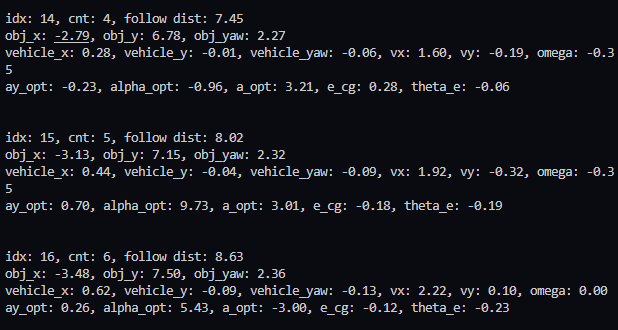 idx: 14, cnt: 4, follow dist: 7.45
obj_x: -2.79, obj_y: 6.78, obj_yaw: 2.27
vehicle_x: 0.28, vehicle_y: -0.01, vehicle_yaw: -0.06, vx: 1.60, vy: -0.19, omega: -0.3
5
ay_opt: -0.23, alpha_opt: -0.96, a_opt: 3.21, e_cg: 0.28, theta_e: -0.06
idx: 15, cnt: 5, follow dist: 8.02
obj_x: -3.13, obj_y: 7.15, obj_yaw: 2.32
vehicle_x: 0.44, vehicle_y: -0.04, vehicle_yaw: -0.09, vx: 1.92, vy: -0.32, omega: -0.3
5
ay_opt: 0.70, alpha_opt: 9.73, a_opt: 3.01, e_cg: -0.18, theta_e: -0.19
idx: 16, cnt: 6, follow dist: 8.63
obj_x: -3.48, obj_y: 7.50, obj_yaw: 2.36
vehicle_x: 0.62, vehicle_y: -0.09, vehicle_yaw: -0.13, vx: 2.22, vy: 0.10, omega: 0.00
ay_opt: 0.26, alpha_opt: 5.43, a_opt: -3.00, e_cg: -0.12, theta_e: -0.23